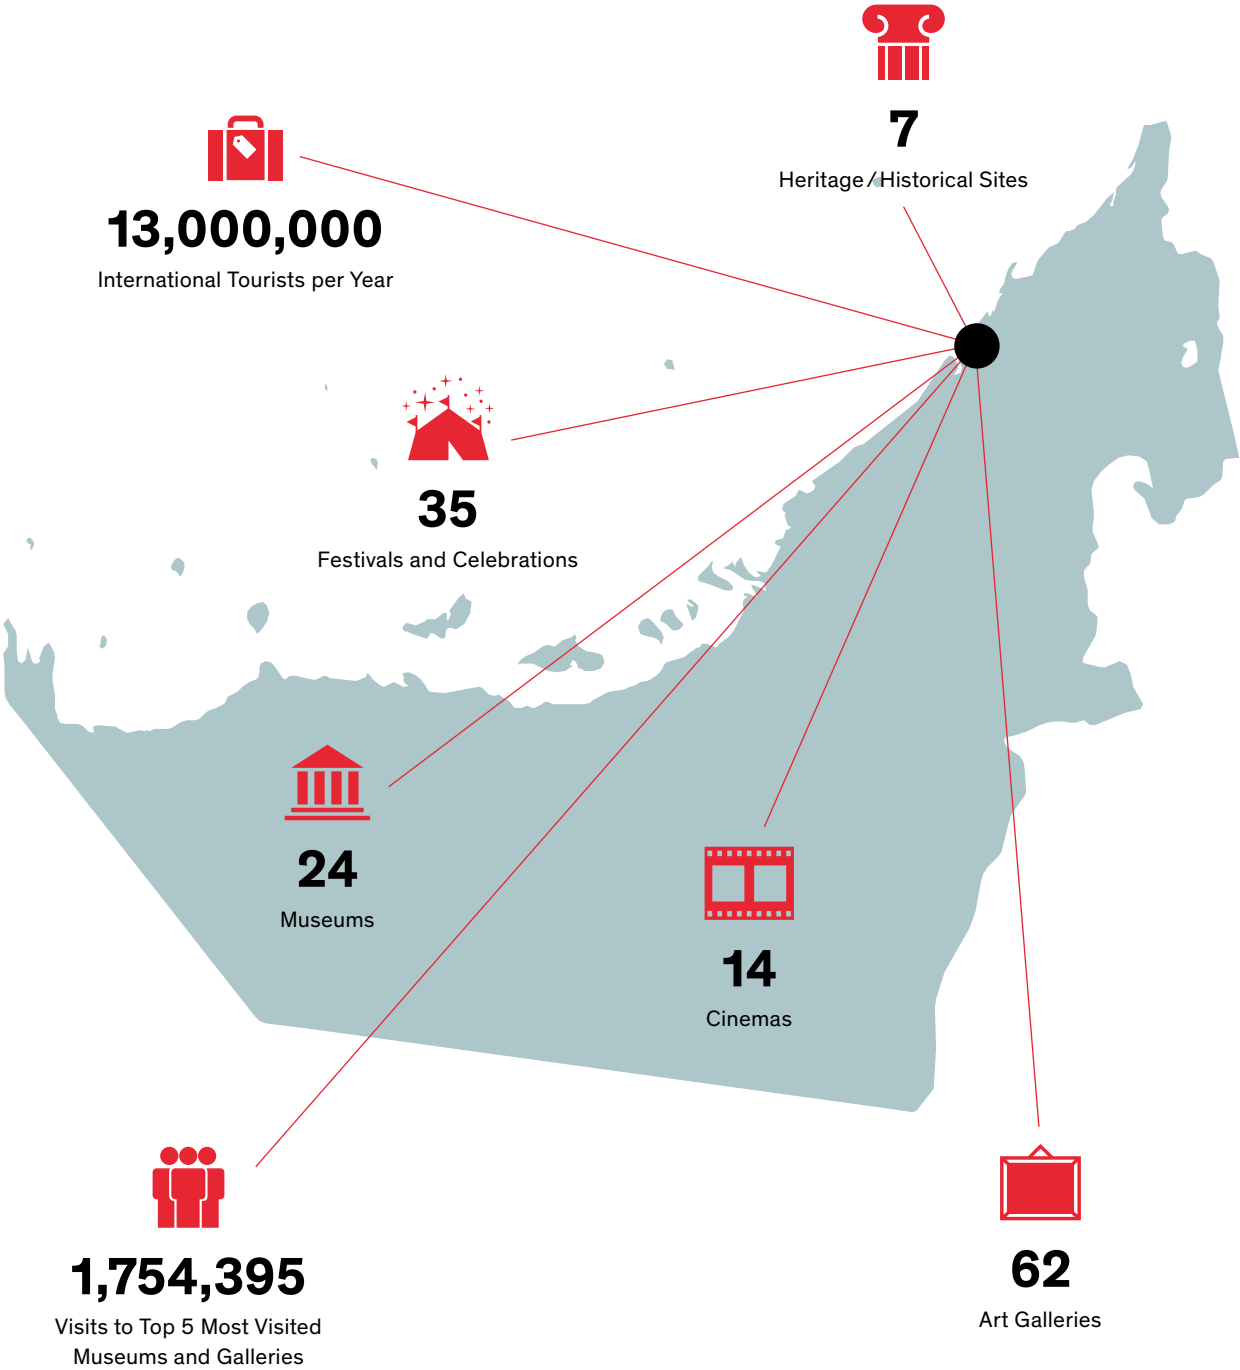 7
Heritage/Historical Sites
13,000,000
International Tourists per Year
35
Festivals and Celebrations
24
Museums
14
Cinemas
1,754,395
Visits to Top 5 Most Visited
Museums and Galleries
62
Art Galleries